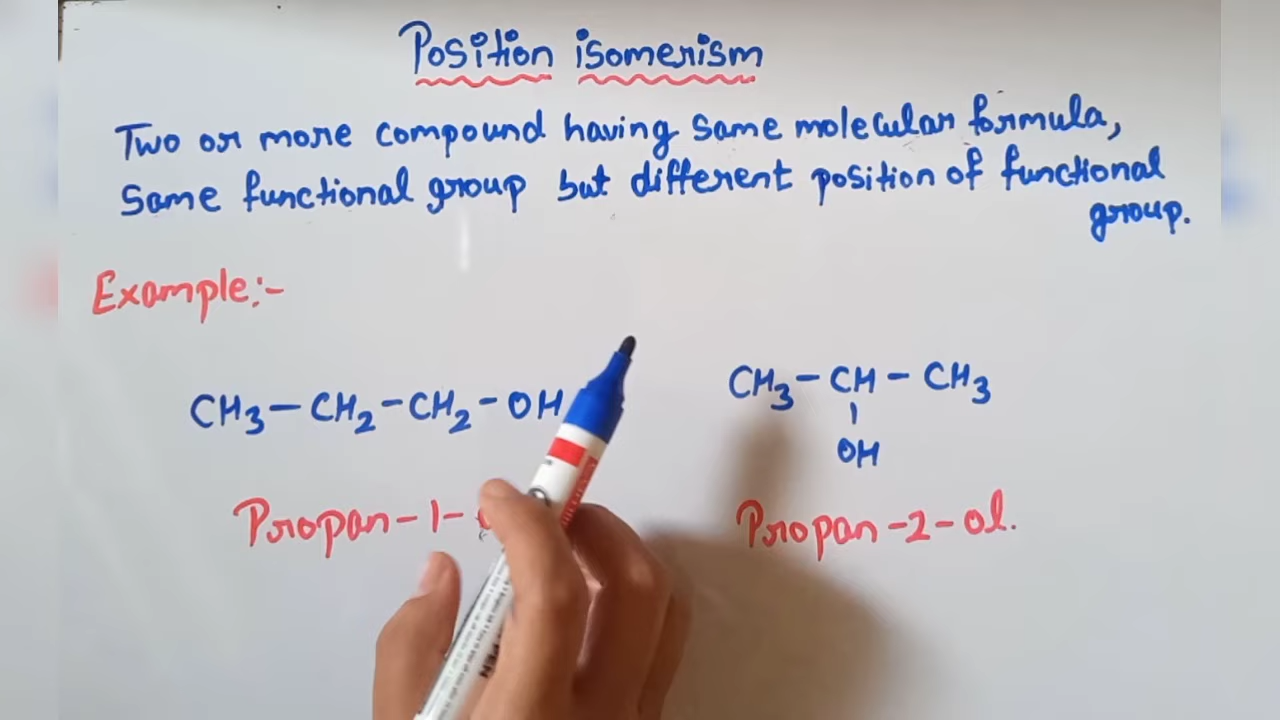 Position isomerism
Two or more compound having same molecular formula,
Same functional group but different position of functional
group.
Example:-
CH3-CH2-CH2-OH
CH3-CH-CH3
OH
Propan-1-
Propan-2-ol.